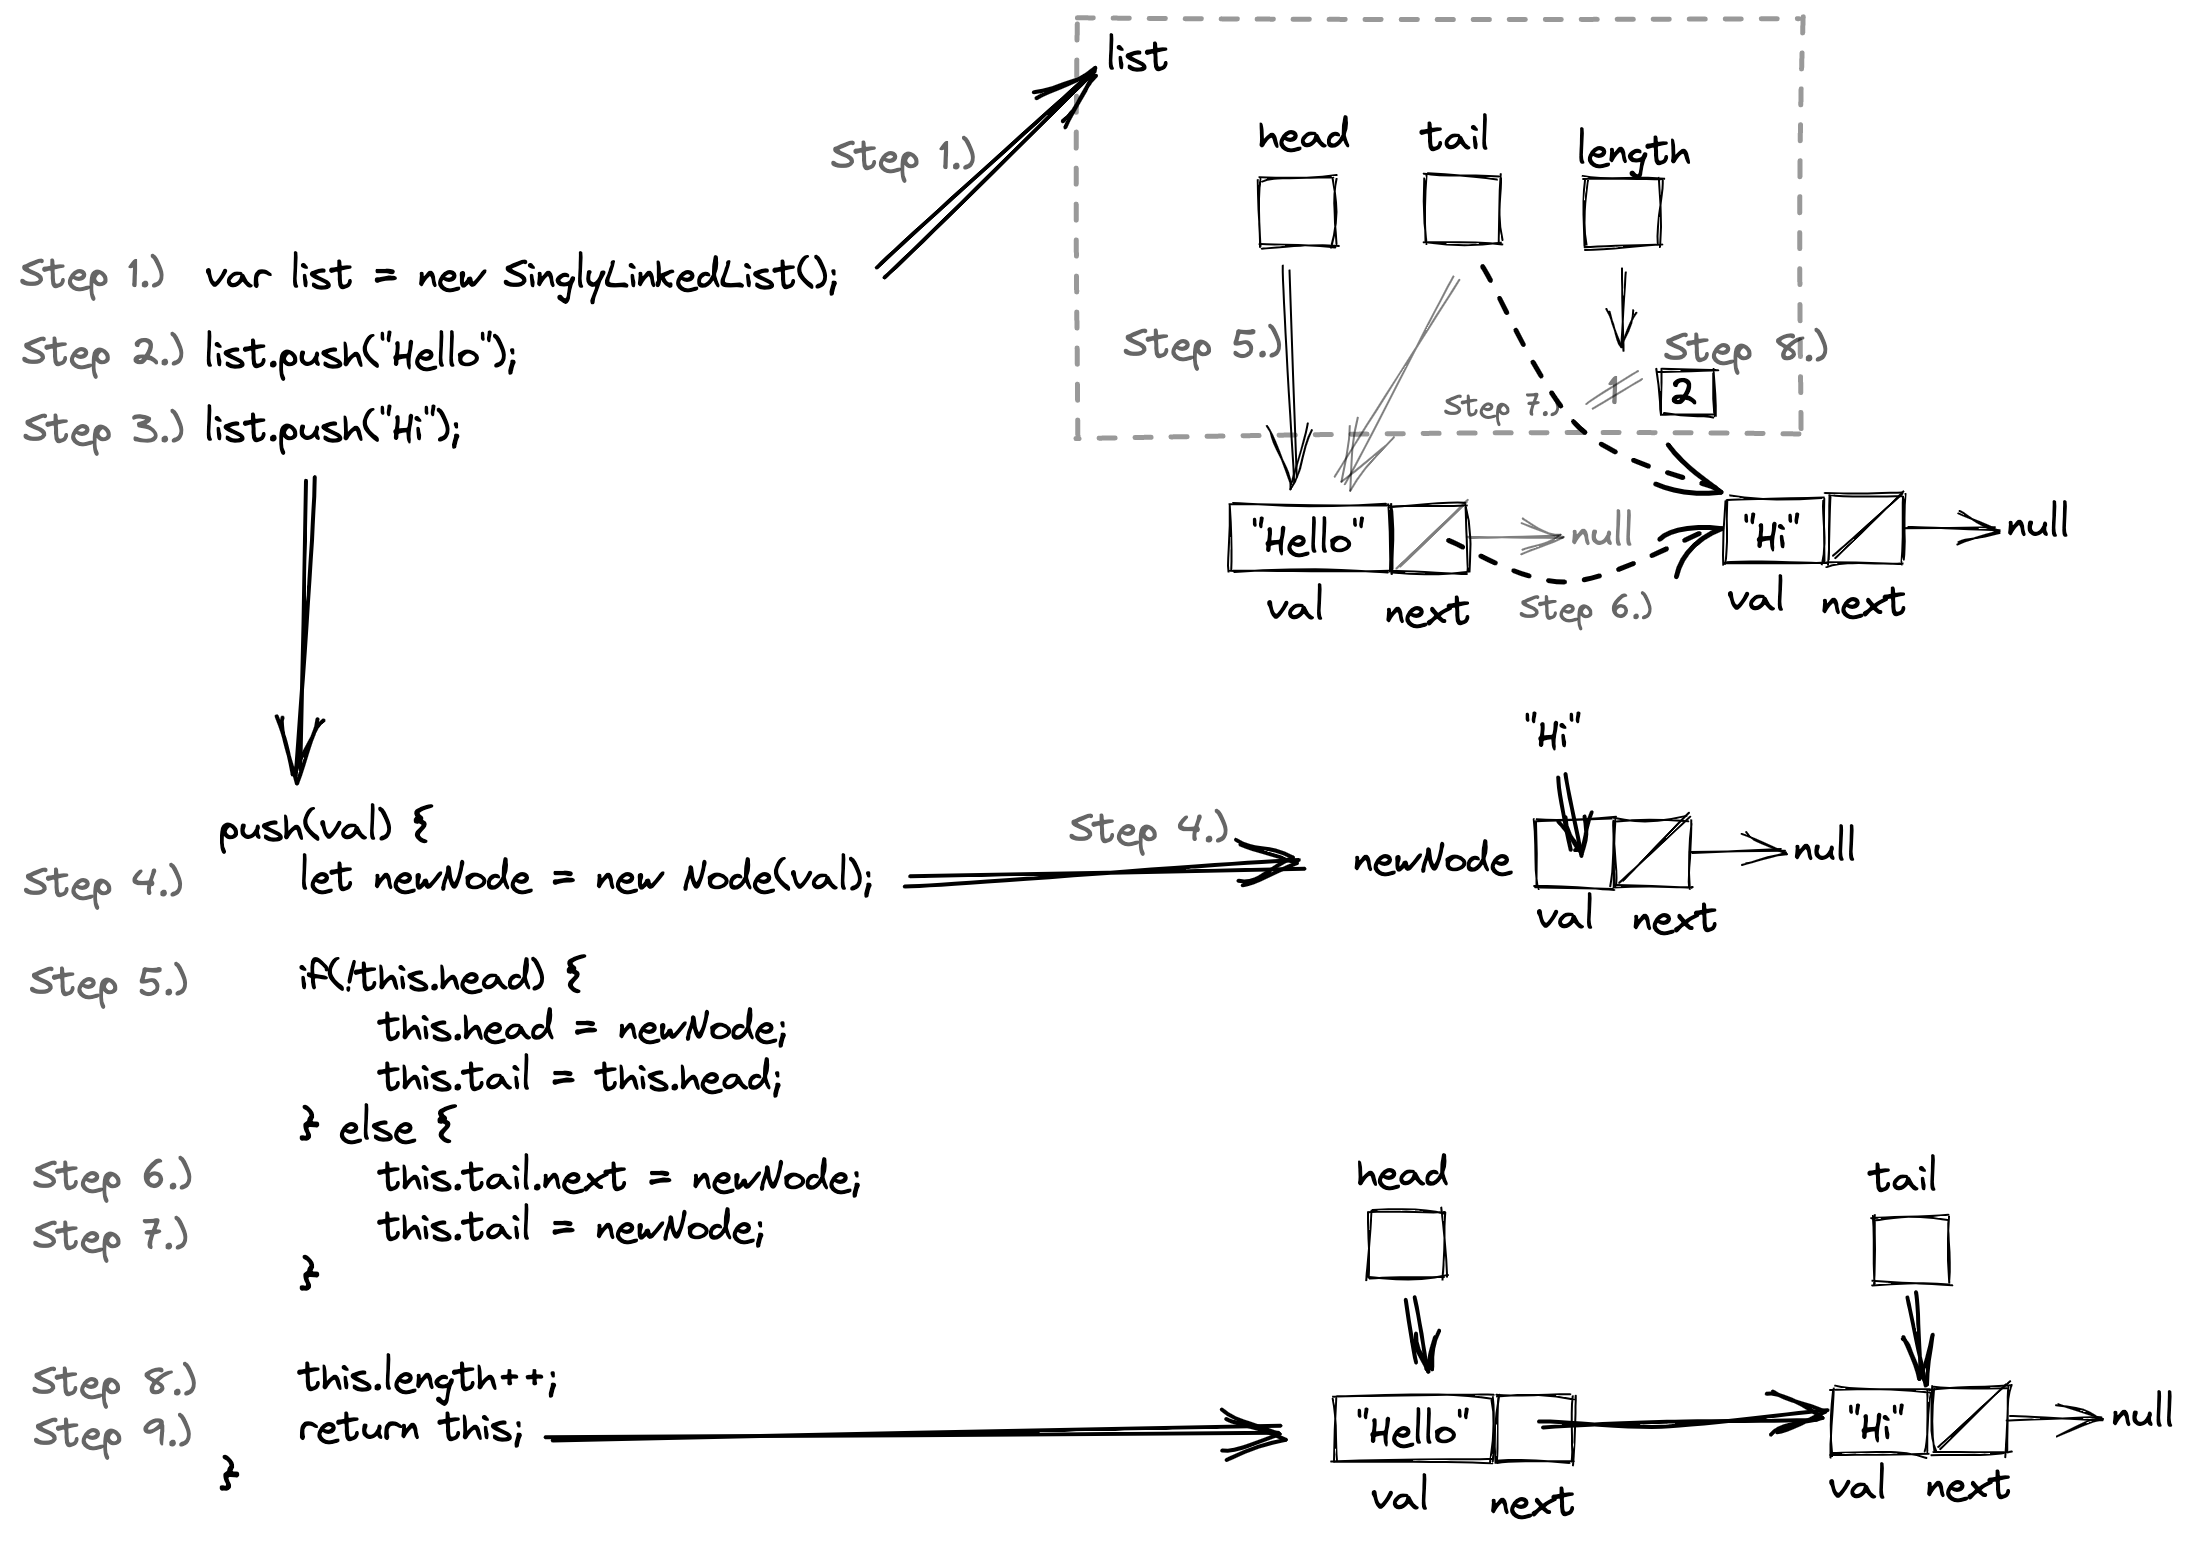 list
Step 1.)
head
tail
length
Step 1.) var list = new SinglyLinkedList();
Step 2.) list.push("Hello");
Step 3.) list.push("Hi");
Step 5.)
Step 8.)
Step 7.)
1
2
"Hello"
null
"Hi"
null
val
next
Step 6.)
val
next
"Hi"
push(val) {
Step 4.) let newNode = new Node(val);
Step 4.)
newNode
null
val
next
Step 5.) if(!this.head) {
this.head = newNode;
this.tail = this.head;
} else {
Step 6.) this.tail.next = newNode;
Step 7.) this.tail = newNode;
}
head
tail
Step 8.) this.length++;
Step 9.) return this;
}
"Hello"
"Hi"
null
val
next
val
next